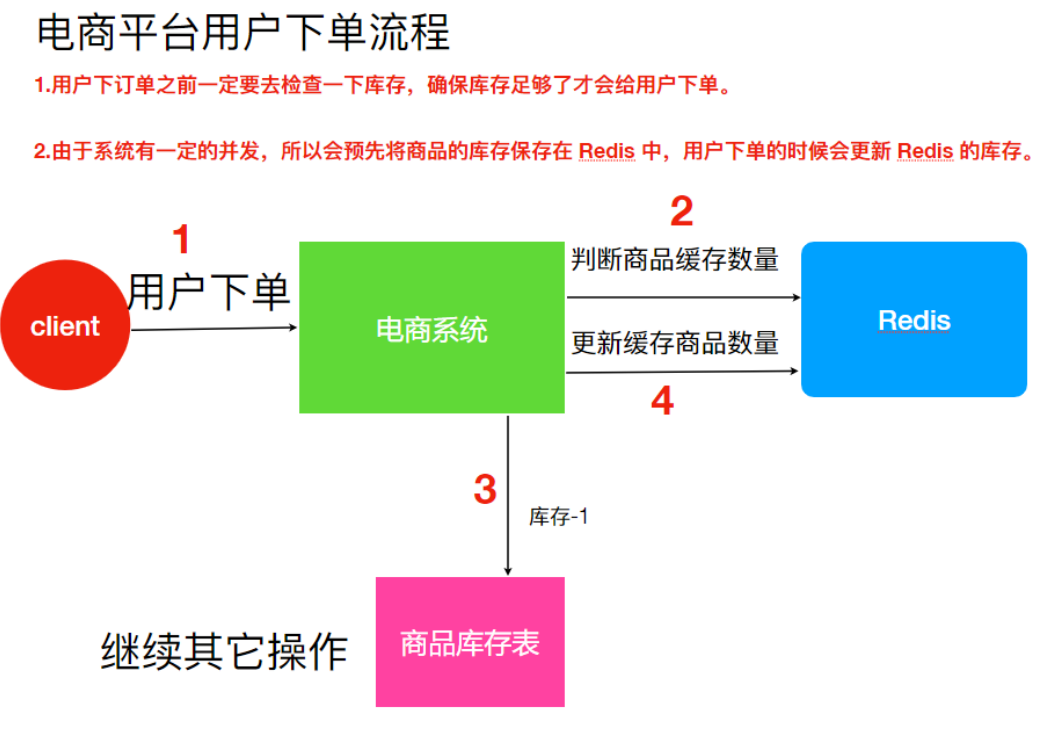 电商平台用户下单流程
1.用户下订单之前一定要去检查一下库存，确保库存足够了才会给用户下单。
2.由于系统有一定的并发，所以会预先将商品的库存保存在 Redis 中，用户下单的时候会更新 Redis 的库存。
1
2
用户下单
判断商品缓存数量
client
电商系统
Redis
更新缓存商品数量
4
3
库存-1
继续其它操作
商品库存表